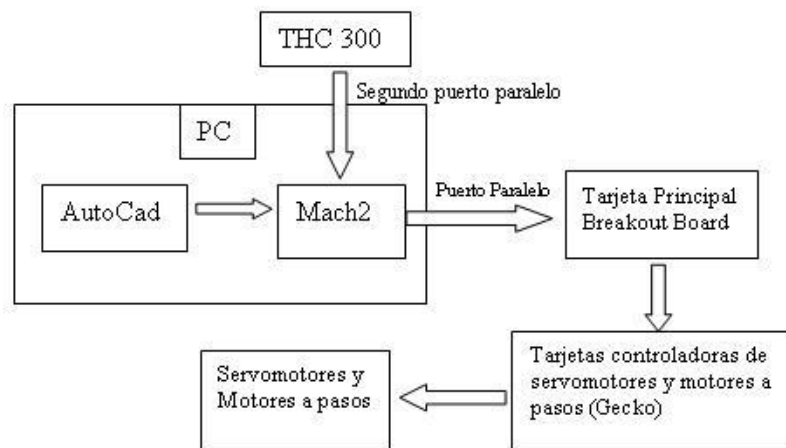 THC 300
Segundo puerto paralelo
PC
AutoCad
Mach2
Puerto Paralelo
Tarjeta Principal
Breakout Board
Tarjetas controladoras de
servomotores y motores a
pasos (Gecko)
Servomotores y
Motores a pasos